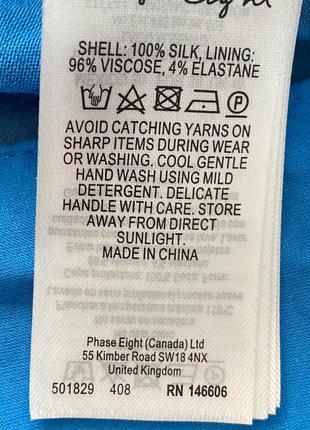 Eight
SHELL: 100% SILK, LINING:
96% VISCOSE, 4% ELASTANE
P
AVOID CATCHING YARNS ON
SHARP ITEMS DURING WEAR
OR WASHING. COOL GENTLE
HAND WASH USING MILD
DETERGENT. DELICATE
HANDLE WITH CARE. STORE
AWAY FROM DIRECT
SUNLIGHT.
MADE IN CHINA
Phase Eight (Canada) Ltd
55 Kimber Road SW18 4NX
United Kingdom
501829 408 RN 146606